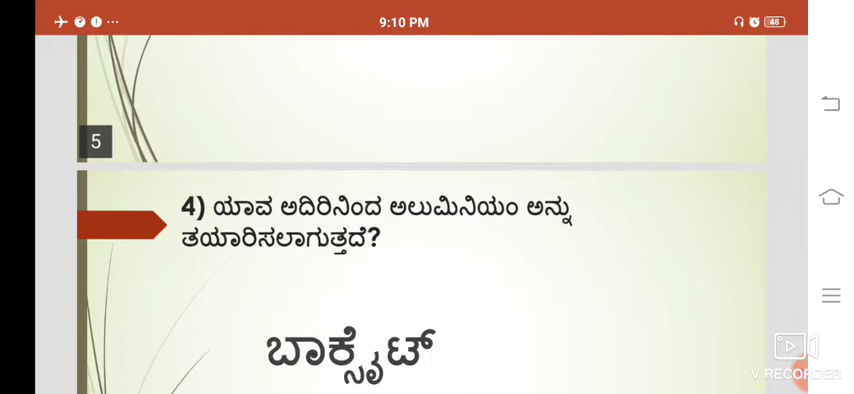 9:10 PM
48
5
4) ಯಾವ ಅದಿರಿನಿಂದ ಅಲುಮಿನಿಯಂ ಅನ್ನು
ತಯಾರಿಸಲಾಗುತ್ತದೆ?
ಬಾಕ್ಸೈಟ್
V RECORDER